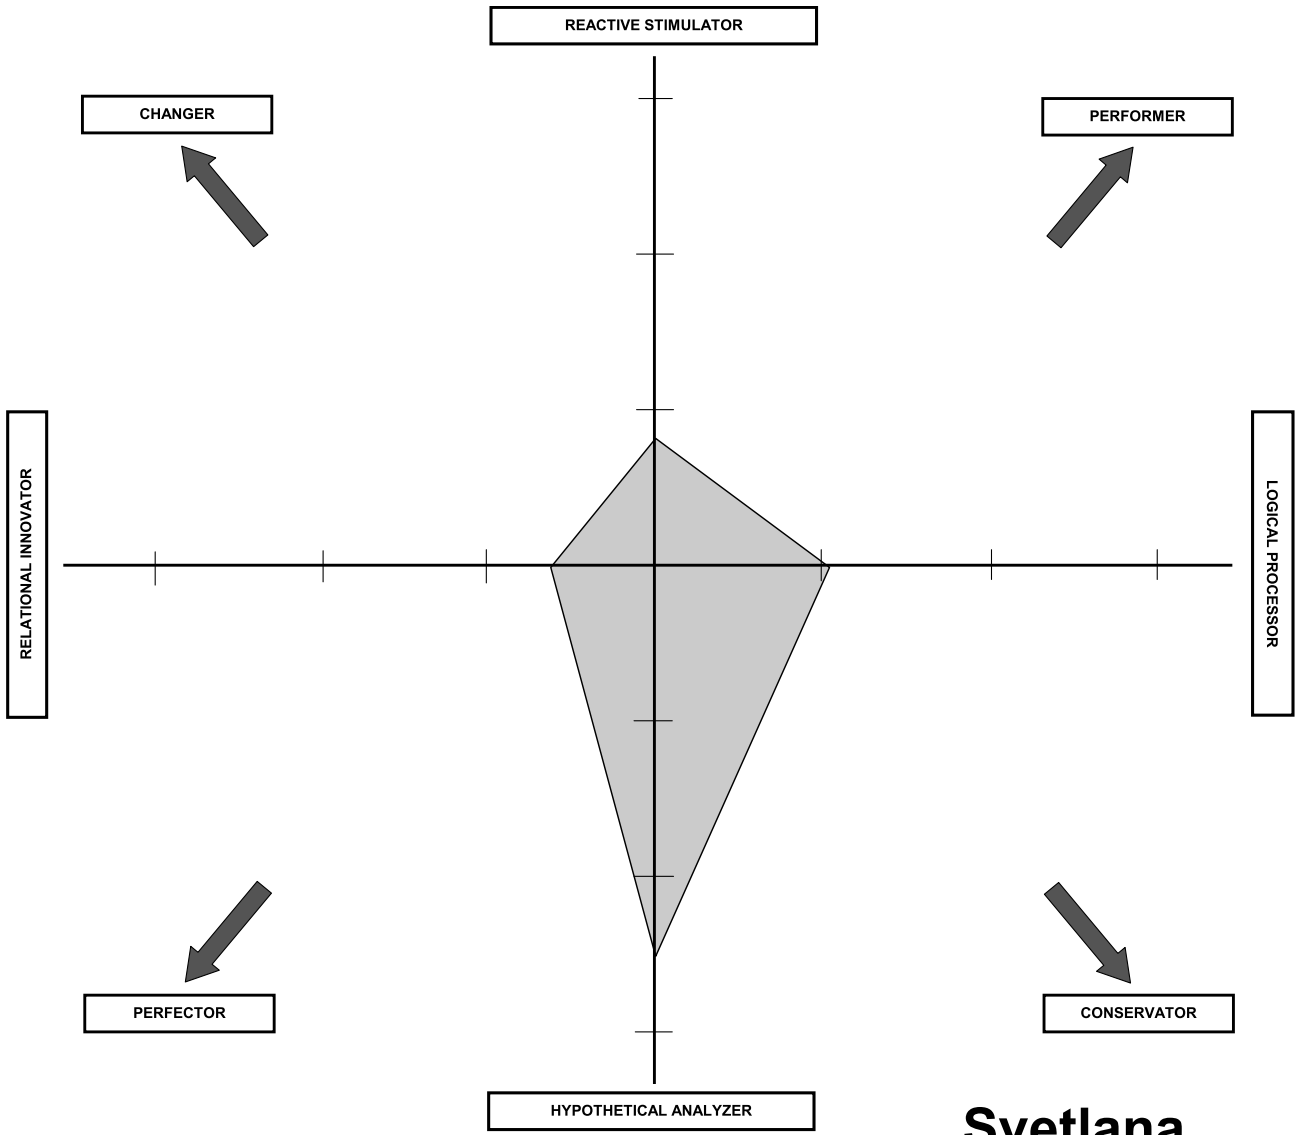 REACTIVE STIMULATOR
CHANGER
PERFORMER
RELATIONAL INNOVATOR
LOGICAL PROCESSOR
PERFECTOR
CONSERVATOR
HYPOTHETICAL ANALYZER
Svetlana